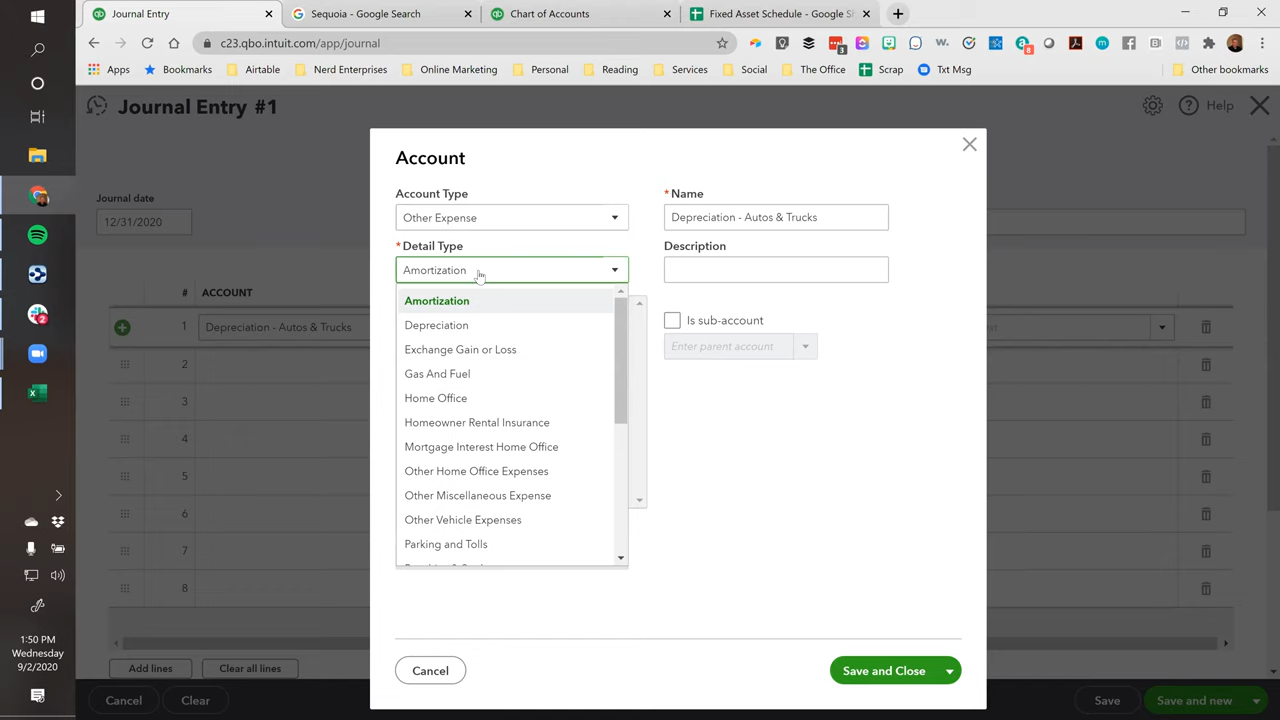 Journal Entry
Sequoia - Google Search
Chart of Accounts
Fixed Asset Schedule - Google Sh
c23.qbo.intuit.com/app/journal
Apps
Bookmarks
Airtable
Nerd Enterprises
Online Marketing
Personal
Reading
Services
Social
The Office
Scrap
Txt Msg
Other bookmarks
Journal Entry #1
Help
Journal date
12/31/2020
# ACCOUNT
1 Depreciation - Autos & Trucks
2
3
4
5
6
7
8
Add lines
Clear all lines
Cancel
Clear
Save
Save and new
Account
Account Type
Other Expense
* Name
Depreciation - Autos & Trucks
* Detail Type
Amortization
Description
Amortization
Depreciation
Exchange Gain or Loss
Gas And Fuel
Home Office
Homeowner Rental Insurance
Mortgage Interest Home Office
Other Home Office Expenses
Other Miscellaneous Expense
Other Vehicle Expenses
Parking and Tolls
Is sub-account
Enter parent account
Cancel
Save and Close
1:50 PM
Wednesday
9/2/2020